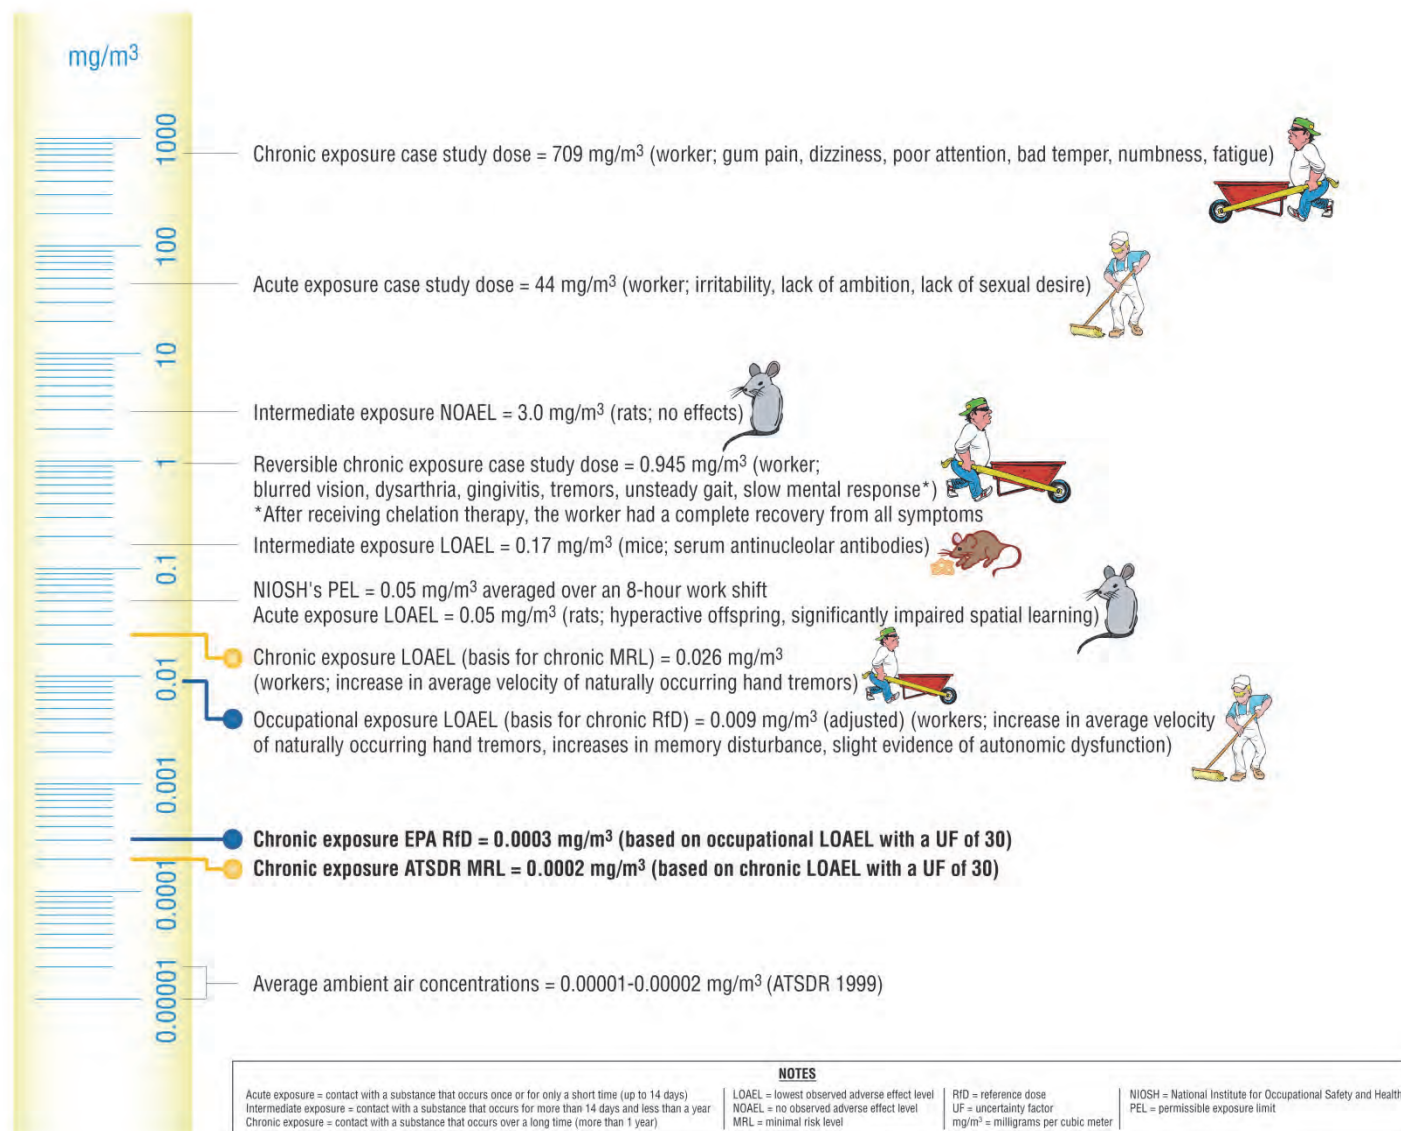 mg/m3
1000
Chronic exposure case study dose = 709 mg/m3 (worker; gum pain, dizziness, poor attention, bad temper, numbness, fatigue)
100
Acute exposure case study dose = 44 mg/m3 (worker; irritability, lack of ambition, lack of sexual desire)
10
Intermediate exposure NOAEL = 3.0 mg/m3 (rats; no effects)
1
Reversible chronic exposure case study dose = 0.945 mg/m3 (worker;
blurred vision, dysarthria, gingivitis, tremors, unsteady gait, slow mental response*)
*After receiving chelation therapy, the worker had a complete recovery from all symptoms
Intermediate exposure LOAEL = 0.17 mg/m3 (mice; serum antinucleolar antibodies)
0.1
NIOSH's PEL = 0.05 mg/m3 averaged over an 8-hour work shift
Acute exposure LOAEL = 0.05 mg/m3 (rats; hyperactive offspring, significantly impaired spatial learning)
Chronic exposure LOAEL (basis for chronic MRL) = 0.026 mg/m3
(workers; increase in average velocity of naturally occurring hand tremors)
0.01
Occupational exposure LOAEL (basis for chronic RfD) = 0.009 mg/m3 (adjusted) (workers; increase in average velocity
of naturally occurring hand tremors, increases in memory disturbance, slight evidence of autonomic dysfunction)
0.001
Chronic exposure EPA RfD = 0.0003 mg/m3 (based on occupational LOAEL with a UF of 30)
Chronic exposure ATSDR MRL = 0.0002 mg/m3 (based on chronic LOAEL with a UF of 30)
0.0001
Average ambient air concentrations = 0.00001-0.00002 mg/m3 (ATSDR 1999)
0.00001
NOTES
Acute exposure = contact with a substance that occurs once or for only a short time (up to 14 days)
Intermediate exposure = contact with a substance that occurs for more than 14 days and less than a year
Chronic exposure = contact with a substance that occurs over a long time (more than 1 year)
LOAEL = lowest observed adverse effect level
NOAEL = no observed adverse effect level
MRL = minimal risk level
RfD = reference dose
UF = uncertainty factor
mg/m3 = milligrams per cubic meter
NIOSH = National Institute for Occupational Safety and Health
PEL = permissible exposure limit